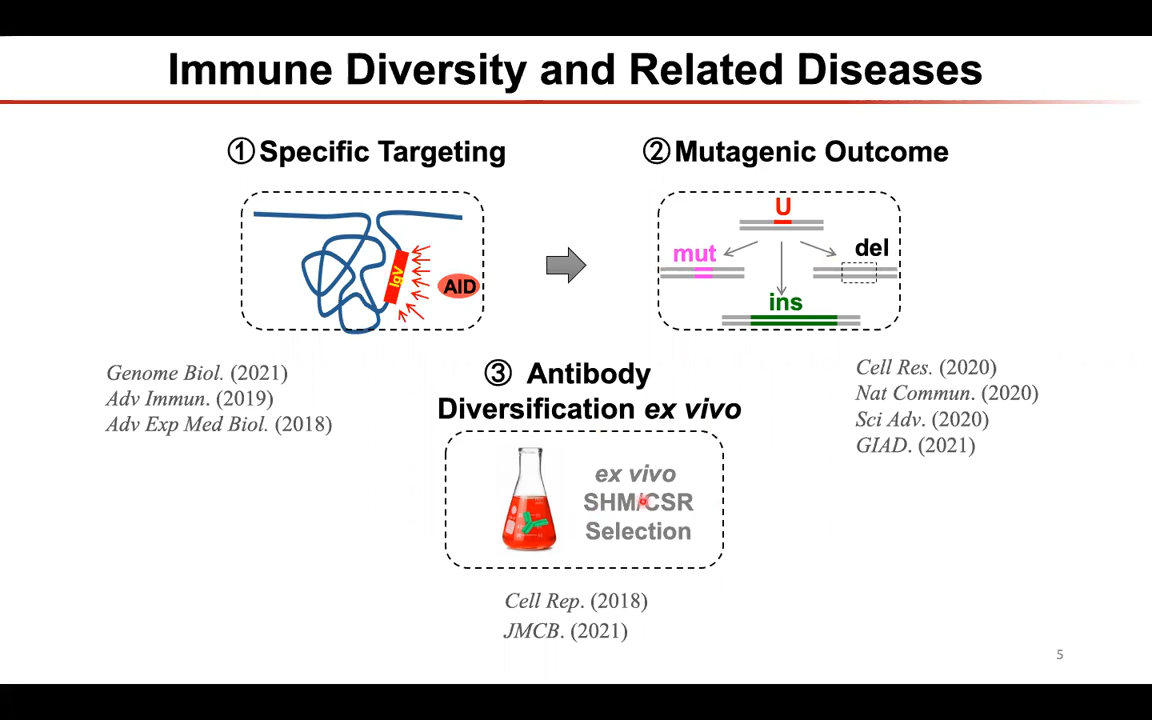 Immune Diversity and Related Diseases
①Specific Targeting
②Mutagenic Outcome
IgV
AID
U
mut
del
ins
Genome Biol. (2021)
Adv Immun. (2019)
Adv Exp Med Biol. (2018)
③ Antibody
Diversification ex vivo
Cell Res. (2020)
Nat Commun. (2020)
Sci Adv. (2020)
GIAD. (2021)
ex vivo
SHM/CSR
Selection
Cell Rep. (2018)
JMCB. (2021)
5